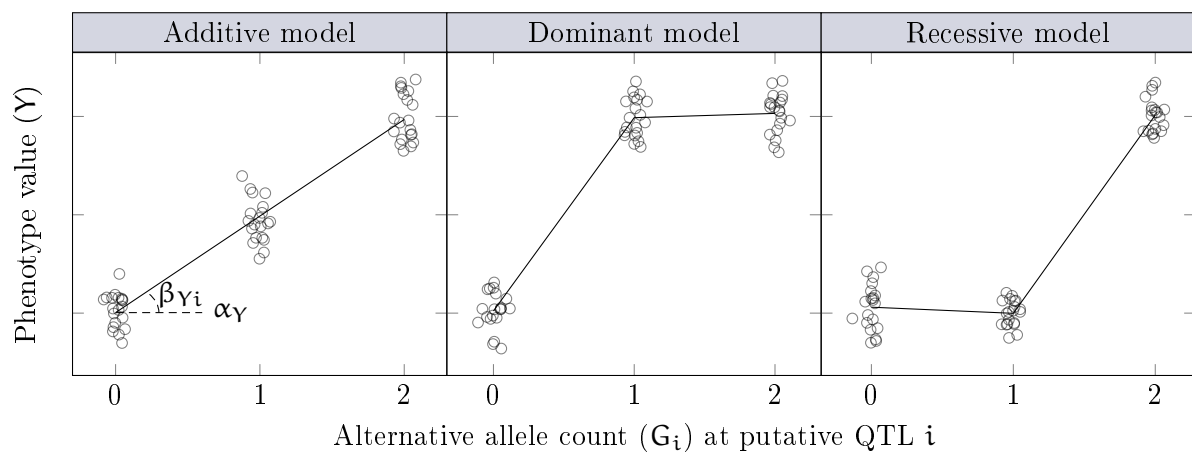 Additive model Dominant model Recessive model
Phenotype value (Y)
β_Yi
α_Y
0 1 2 0 1 2 0 1 2
Alternative allele count (G_i) at putative QTL i